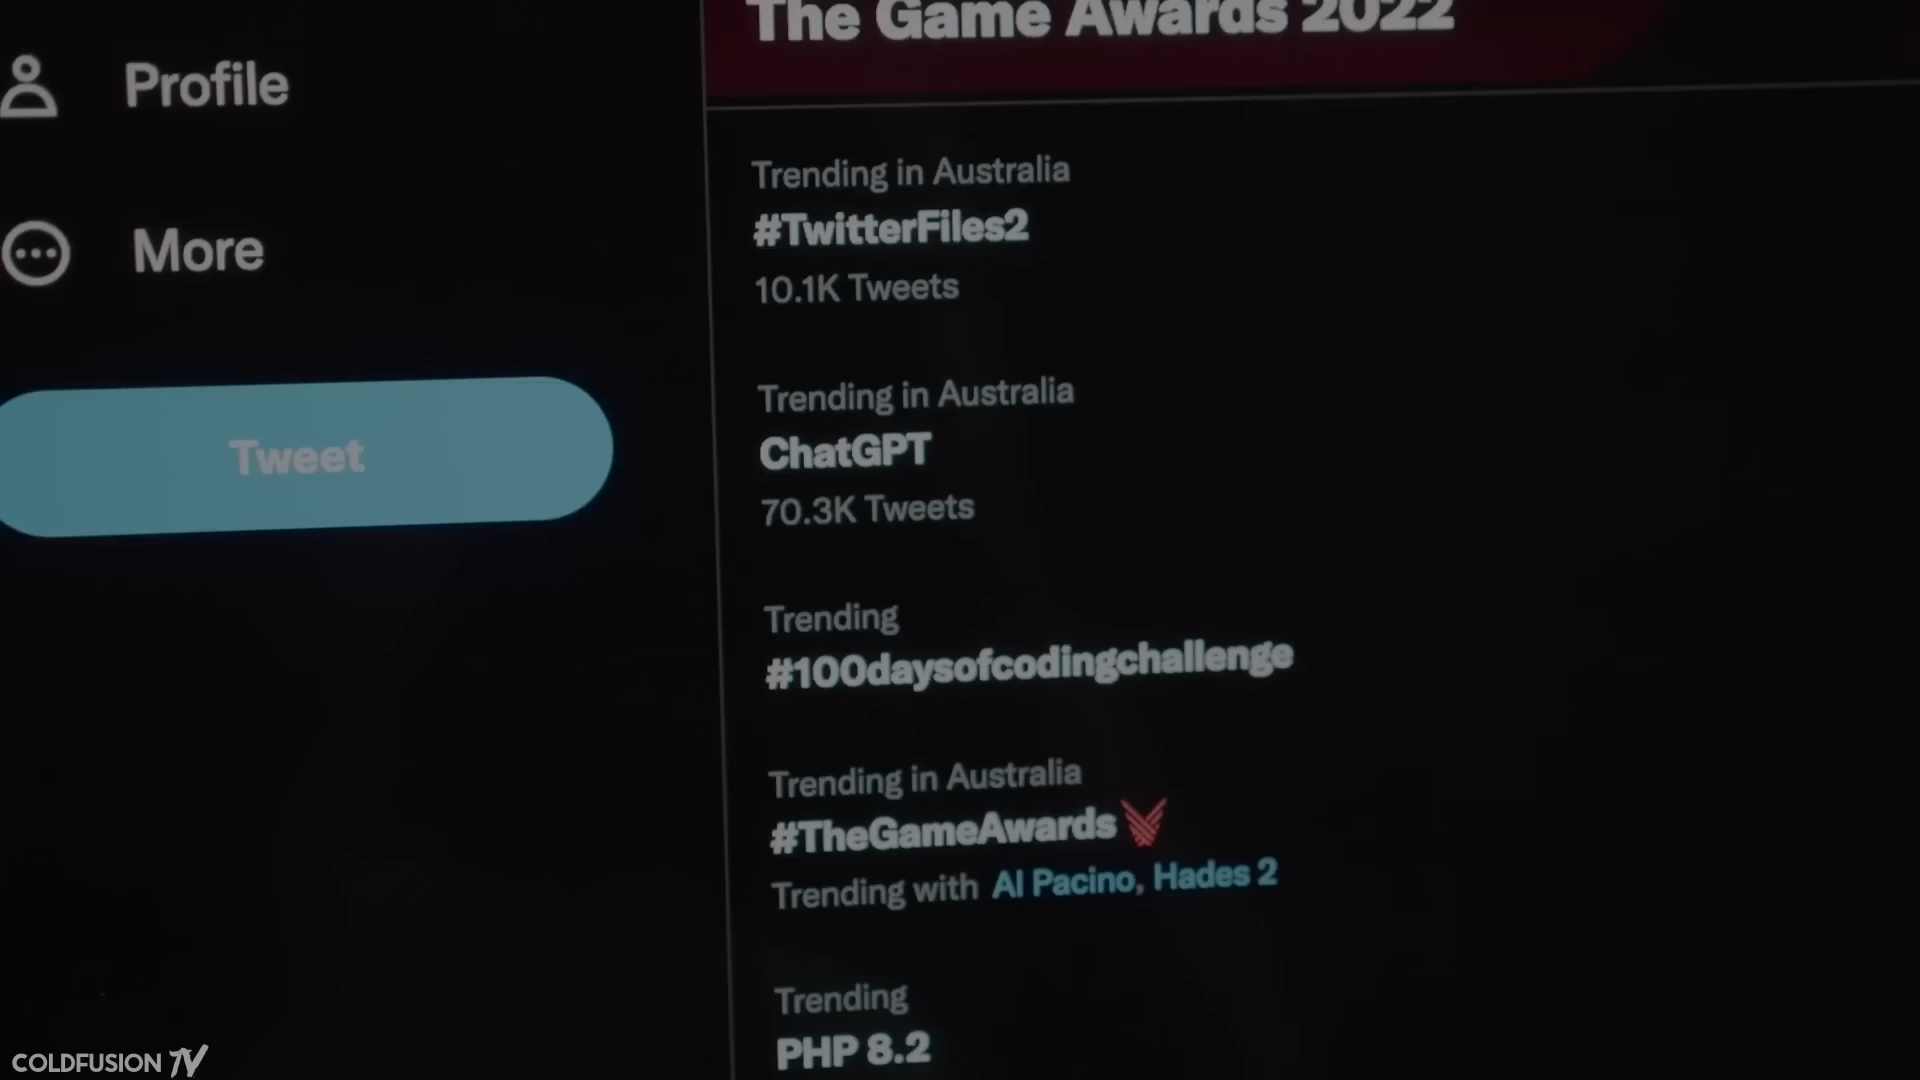 The Game Awards 2022
Profile
More
Tweet
Trending in Australia
#TwitterFiles2
10.1K Tweets
Trending in Australia
ChatGPT
70.3K Tweets
Trending
#100daysofcodingchallenge
Trending in Australia
#TheGameAwards
Trending with Al Pacino, Hades 2
Trending
PHP 8.2
COLDFUSION TV